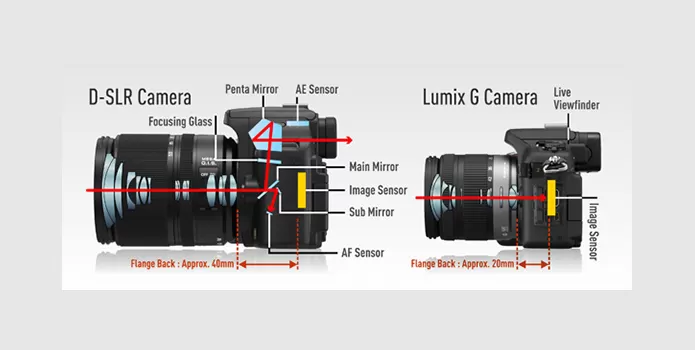 D-SLR Camera
Penta Mirror
AE Sensor
Focusing Glass
Main Mirror
Image Sensor
Sub Mirror
AF Sensor
Flange Back : Approx. 40mm
Lumix G Camera
Live
Viewfinder
Image Sensor
Flange Back : Approx. 20mm